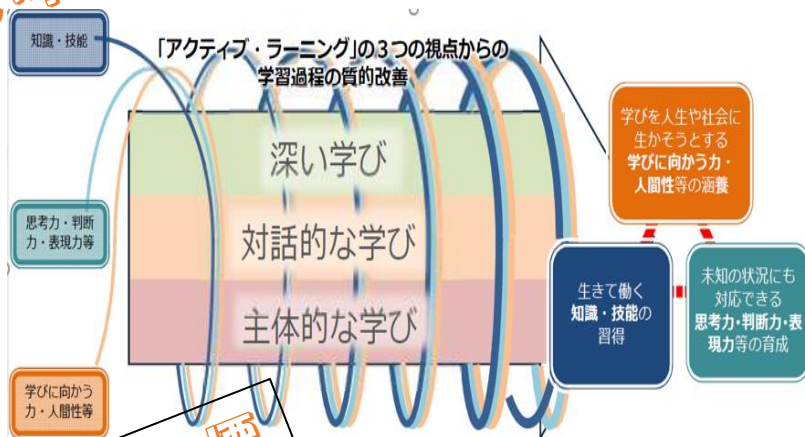 知識・技能
「アクティブ・ラーニング」の3つの視点からの
学習過程の質的改善
深い学び
対話的な学び
主体的な学び
思考力・判断
力・表現力等
学びに向かう
力・人間性等
学びを人生や社会に
生かそうとする
学びに向かう力・
人間性等の涵養
生きて働く
知識・技能の
習得
未知の状況にも
対応できる
思考力・判断力・表
現力等の育成